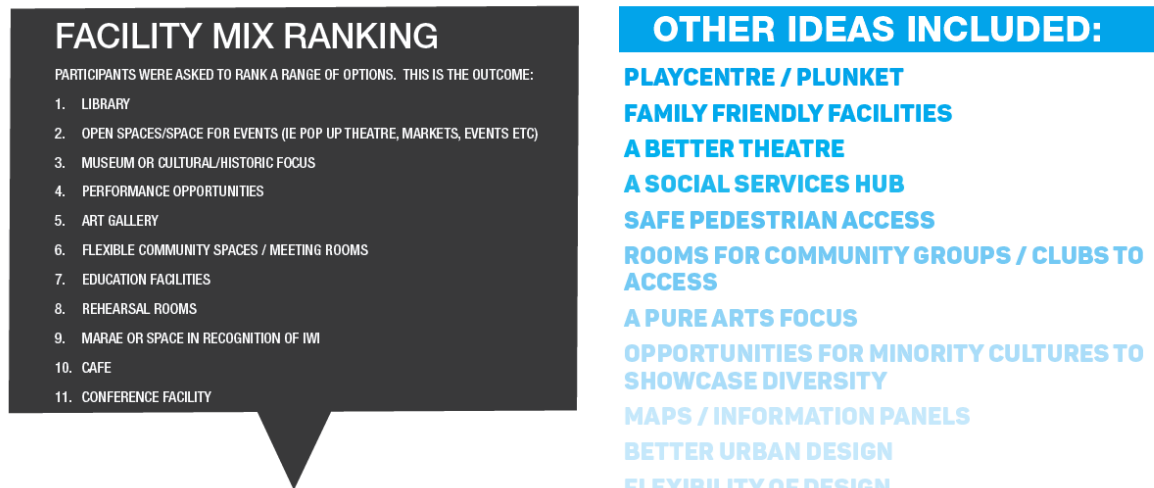 FACILITY MIX RANKING
PARTICIPANTS WERE ASKED TO RANK A RANGE OF OPTIONS. THIS IS THE OUTCOME:
1. LIBRARY
2. OPEN SPACES/SPACE FOR EVENTS (IE POP UP THEATRE, MARKETS, EVENTS ETC)
3. MUSEUM OR CULTURAL/HISTORIC FOCUS
4. PERFORMANCE OPPORTUNITIES
5. ART GALLERY
6. FLEXIBLE COMMUNITY SPACES / MEETING ROOMS
7. EDUCATION FACILITIES
8. REHEARSAL ROOMS
9. MARAE OR SPACE IN RECOGNITION OF IWI
10. CAFE
11. CONFERENCE FACILITY
OTHER IDEAS INCLUDED:
PLAYCENTRE / PLUNKET
FAMILY FRIENDLY FACILITIES
A BETTER THEATRE
A SOCIAL SERVICES HUB
SAFE PEDESTRIAN ACCESS
ROOMS FOR COMMUNITY GROUPS / CLUBS TO
ACCESS
A PURE ARTS FOCUS
OPPORTUNITIES FOR MINORITY CULTURES TO
SHOWCASE DIVERSITY
MAPS / INFORMATION PANELS
BETTER URBAN DESIGN
FLEXIBILITY OF DESIGN